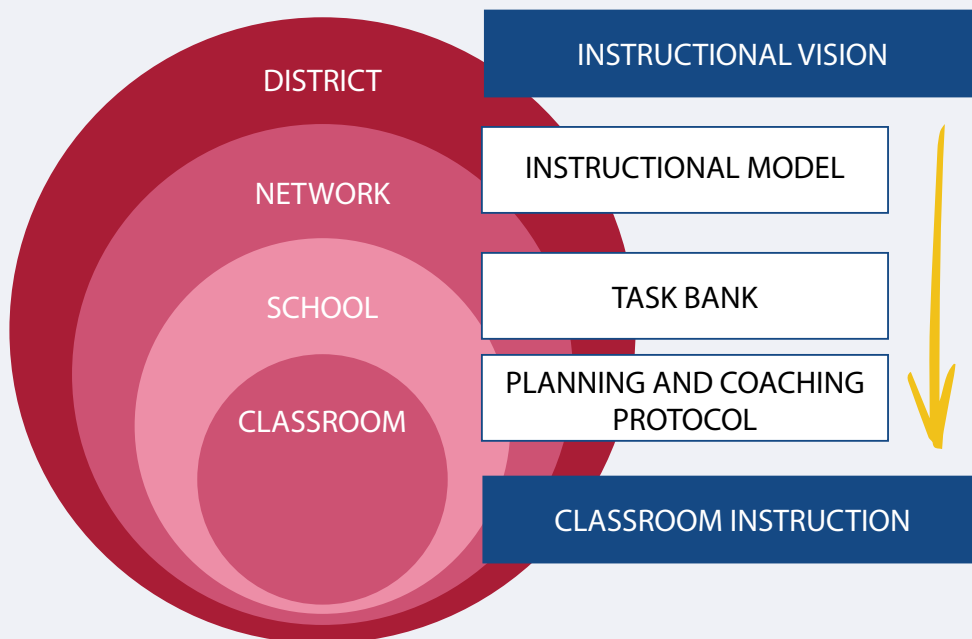 DISTRICT
NETWORK
SCHOOL
CLASSROOM
INSTRUCTIONAL VISION
INSTRUCTIONAL MODEL
TASK BANK
PLANNING AND COACHING
PROTOCOL
CLASSROOM INSTRUCTION